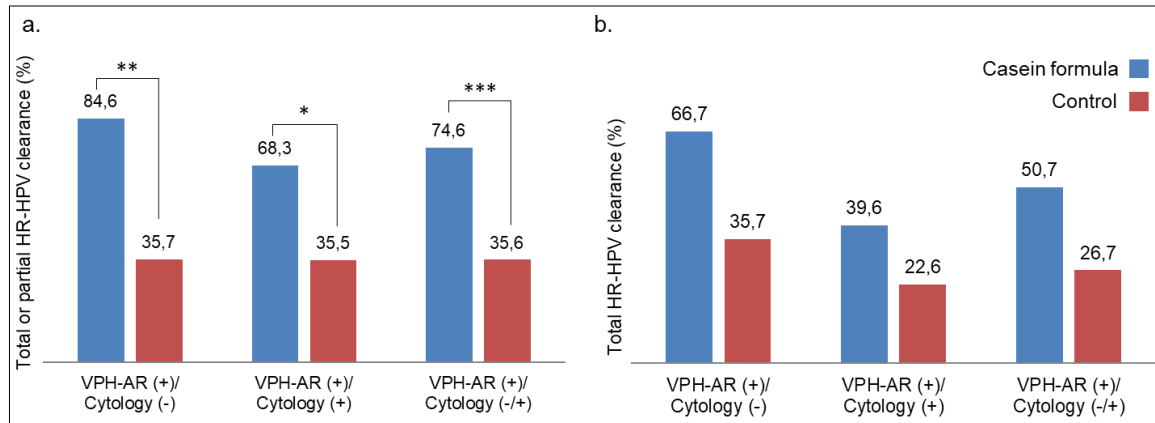 a.
Total or partial HR-HPV clearance (%)
**
84,6
35,7
*
68,3
35,5
***
74,6
35,6
VPH-AR (+)/
Cytology (-)
VPH-AR (+)/
Cytology (+)
VPH-AR (+)/
Cytology (-/+)
b.
Total HR-HPV clearance (%)
Casein formula
Control
66,7
35,7
39,6
22,6
50,7
26,7
VPH-AR (+)/
Cytology (-)
VPH-AR (+)/
Cytology (+)
VPH-AR (+)/
Cytology (-/+)